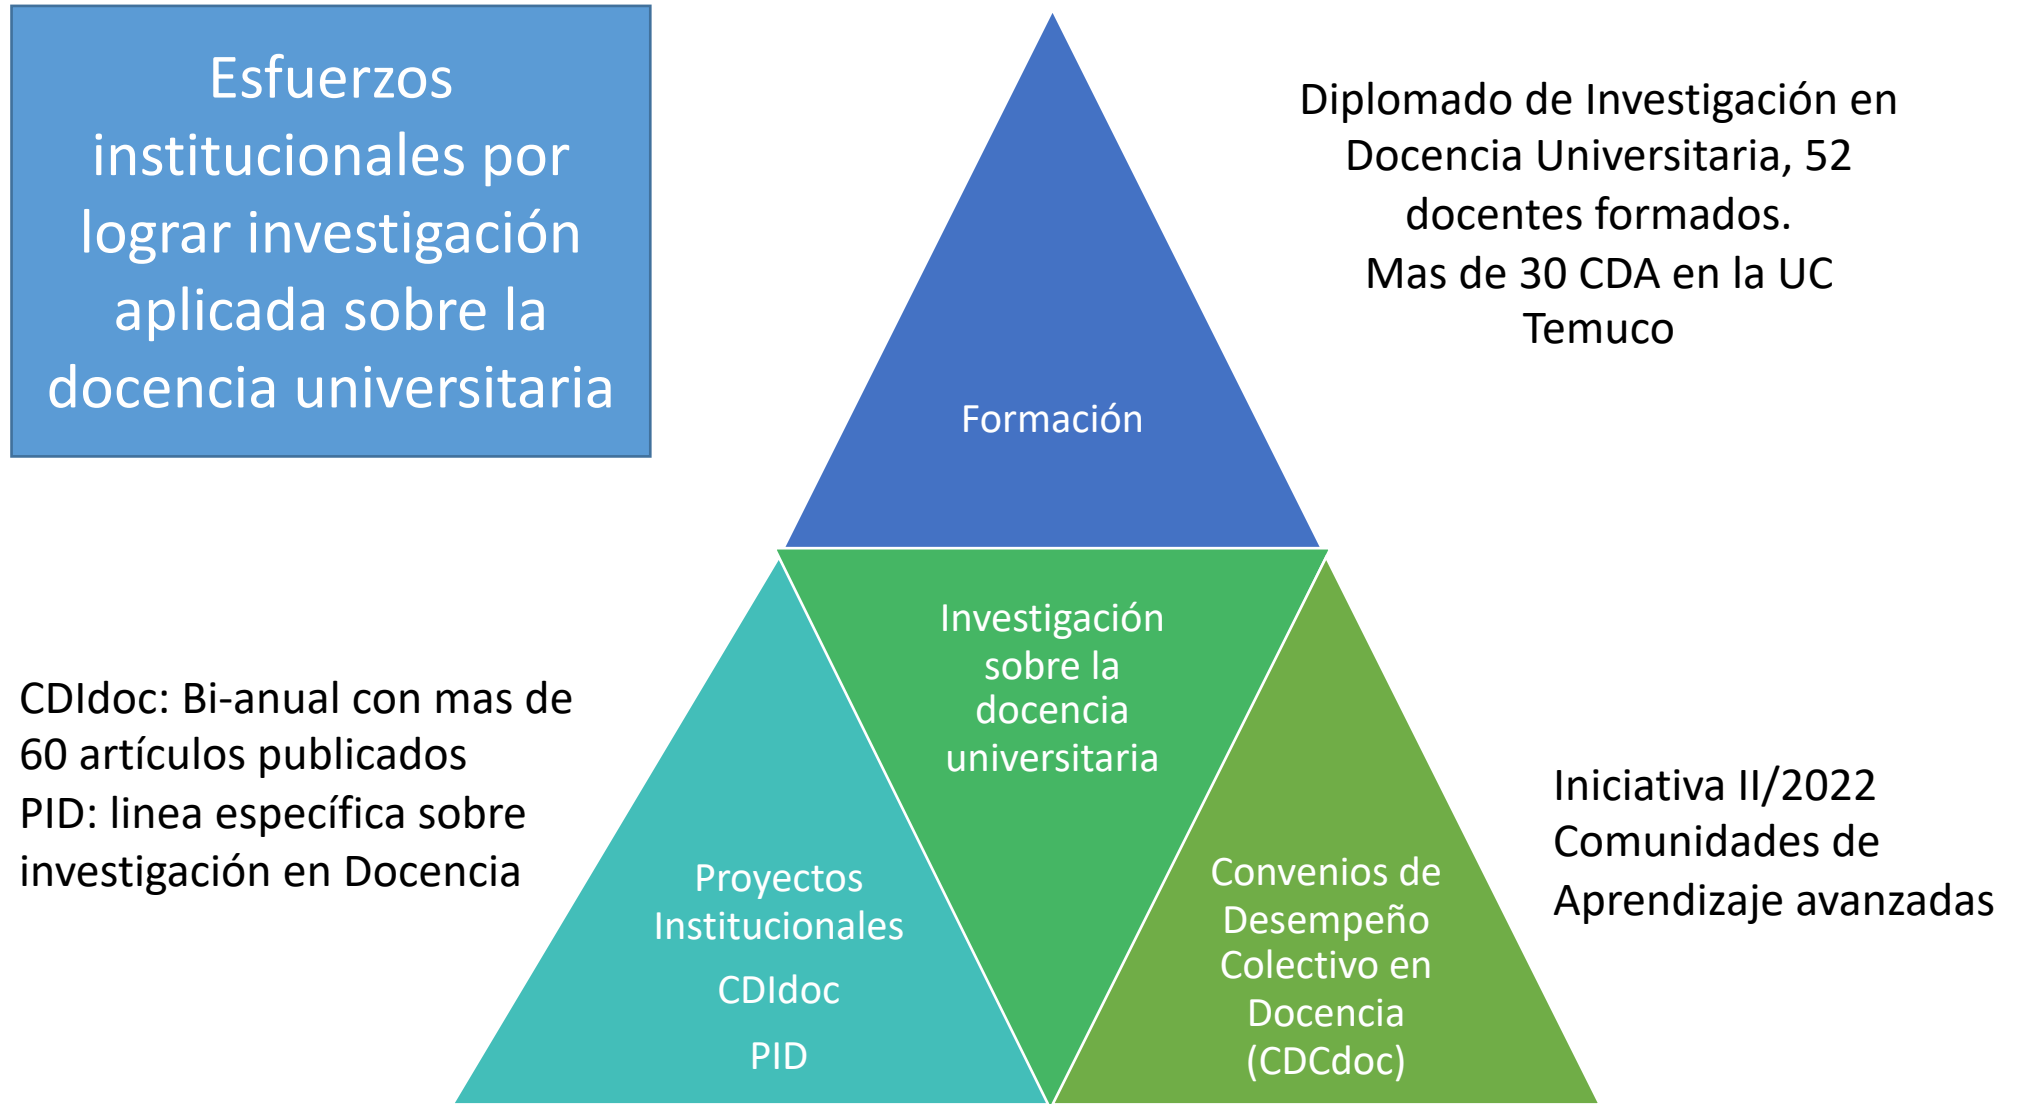 Esfuerzos
institucionales por
lograr investigación
aplicada sobre la
docencia universitaria
Diplomado de Investigación en
Docencia Universitaria, 52
docentes formados.
Mas de 30 CDA en la UC
Temuco
Formación
Investigación
sobre la
docencia
universitaria
CDIdoc: Bi-anual con mas de
60 artículos publicados
PID: linea específica sobre
investigación en Docencia
Proyectos
Institucionales
CDIdoc
PID
Convenios de
Desempeño
Colectivo en
Docencia
(CDCdoc)
Iniciativa II/2022
Comunidades de
Aprendizaje avanzadas